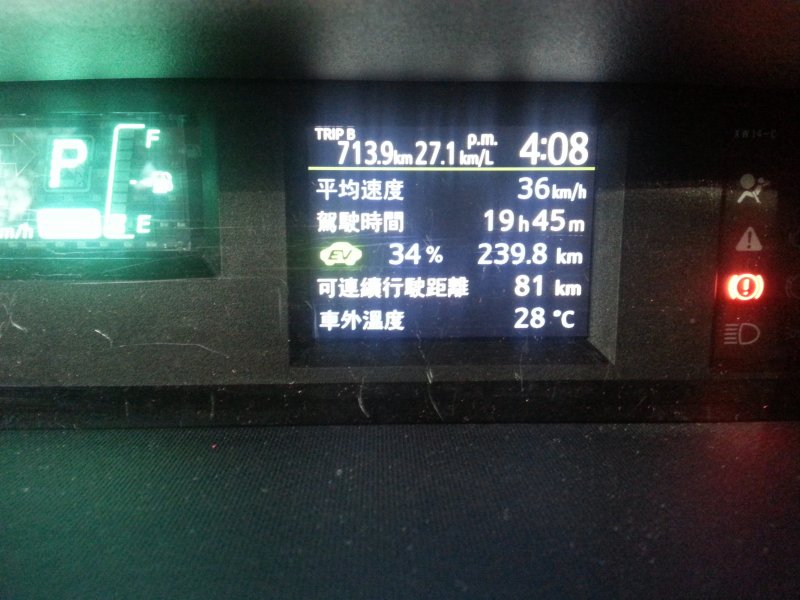 TRIP B
713.9km 27.1km/L p.m. 4:08
平均速度 36km/h
駕駛時間 19h45m
EV 34% 239.8 km
可連續行駛距離 81 km
車外溫度 28 ℃
P
F
E
m/h